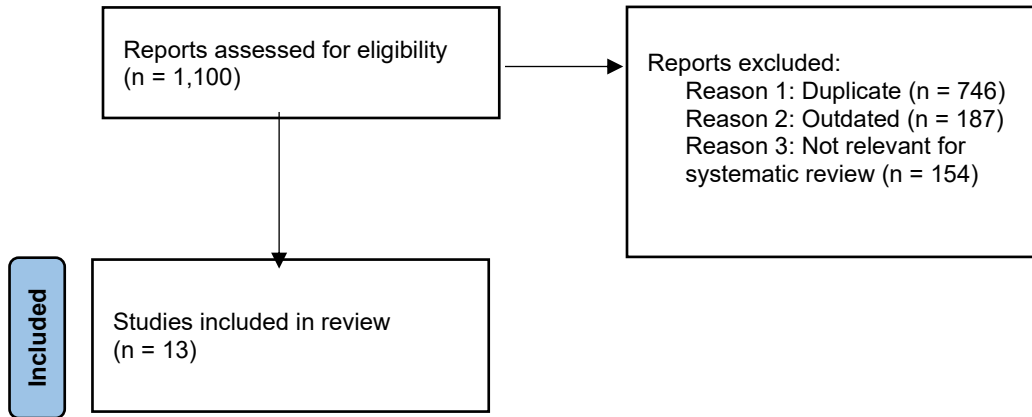 Reports assessed for eligibility
(n = 1,100)
Reports excluded:
Reason 1: Duplicate (n = 746)
Reason 2: Outdated (n = 187)
Reason 3: Not relevant for
systematic review (n = 154)
Included
Studies included in review
(n = 13)